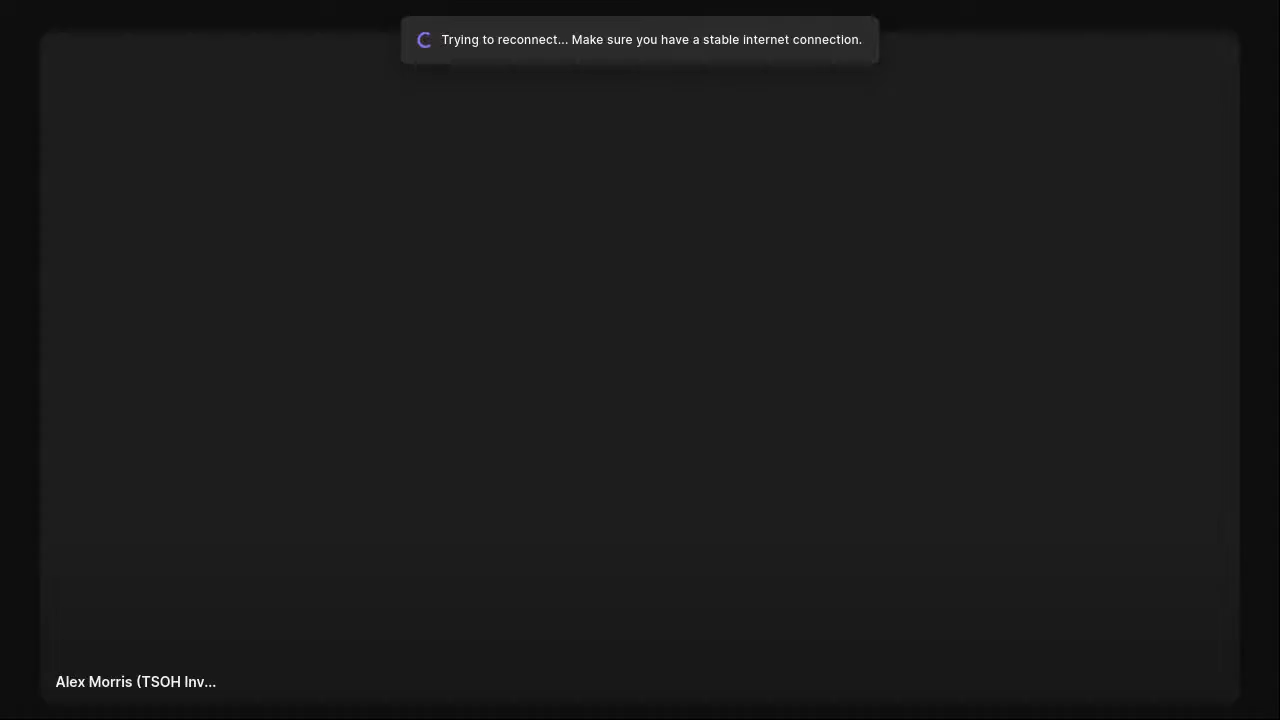 Trying to reconnect... Make sure you have a stable internet connection.
Alex Morris (TSOH Inv...